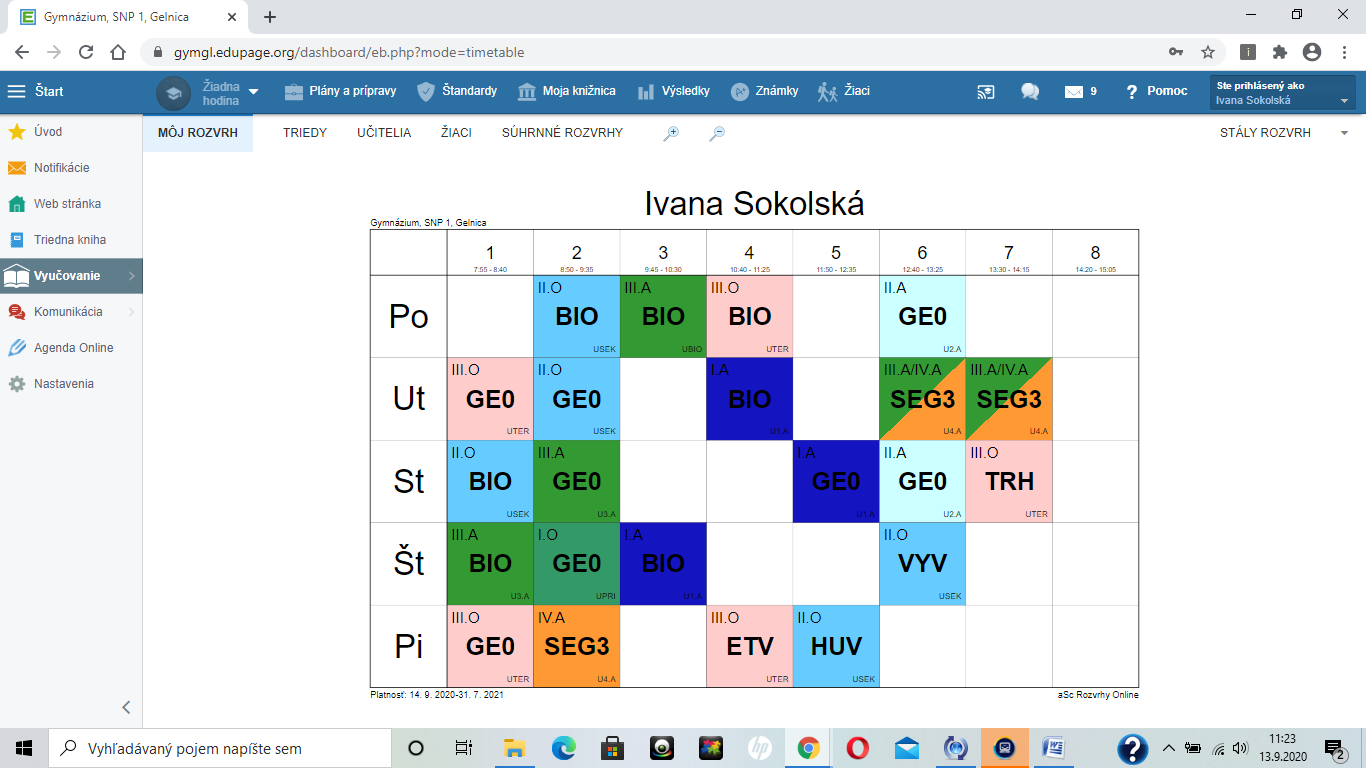 Gymnázium, SNP 1, Gelnica
gymgl.edupage.org/dashboard/eb.php?mode=timetable
Štart
Žiadna hodina
Plány a prípravy
Štandardy
Moja knižnica
Výsledky
Známky
Žiaci
9
Pomoc
Ste prihlásený ako
Ivana Sokolská
Úvod
Notifikácie
Web stránka
Triedna kniha
Vyučovanie
Komunikácia
Agenda Online
Nastavenia
MÔJ ROZVRH TRIEDY UČITELIA ŽIACI SÚHRNNÉ ROZVRHY STÁLY ROZVRH
Ivana Sokolská
Gymnázium, SNP 1, Gelnica
1 2 3 4 5 6 7 8
7:55 - 8:40 8:50 - 9:35 9:45 - 10:30 10:40 - 11:25 11:50 - 12:35 12:40 - 13:25 13:30 - 14:15 14:20 - 15:05
II.O III.A III.O II.A
Po BIO BIO BIO GE0
USEK UBIO UTER U2.A
III.O II.O I.A III.A/IV.A III.A/IV.A
Ut GE0 GE0 BIO SEG3 SEG3
UTER USEK U1.A U4.A U4.A
II.O III.A I.A II.A III.O
St BIO GE0 GE0 GE0 TRH
USEK U3.A U1.A U2.A UTER
III.A I.O I.A II.O
Št BIO GE0 BIO VYV
U3.A UPRI U1.A USEK
III.O IV.A III.O II.O
Pi GE0 SEG3 ETV HUV
UTER U4.A UTER USEK
Platnosť: 14. 9. 2020-31. 7. 2021 aSc Rozvrhy Online
Vyhľadávaný pojem napíšte sem
hp
11:23
13.9.2020
2